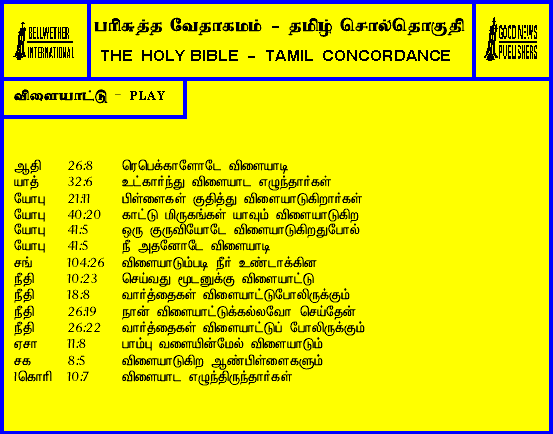 BELLWETHER
INTERNATIONAL
பரிசுத்த வேதாகமம் - தமிழ் சொல்தொகுதி
THE HOLY BIBLE - TAMIL CONCORDANCE
GOOD NEWS
PUBLISHERS
விளையாட்டு - PLAY
ஆதி 26:8 ரெபெக்காளோடே விளையாடி
யாத் 32:6 உட்கார்ந்து விளையாட எழுந்தார்கள்
யோபு 21:11 பிள்ளைகள் குதித்து விளையாடுகிறார்கள்
யோபு 40:20 காட்டு மிருகங்கள் யாவும் விளையாடுகிற
யோபு 41:5 ஒரு குருவியோடே விளையாடுகிறதுபோல்
யோபு 41:5 நீ அதனோடே விளையாடி
சங் 104:26 விளையாடும்படி நீர் உண்டாக்கின
நீதி 10:23 செய்வது மூடனுக்கு விளையாட்டு
நீதி 18:8 வார்த்தைகள் விளையாட்டுபோலிருக்கும்
நீதி 26:19 நான் விளையாட்டுக்கல்லவோ செய்தேன்
நீதி 26:22 வார்த்தைகள் விளையாட்டுப் போலிருக்கும்
ஏசா 11:8 பாம்பு வளையின்மேல் விளையாடும்
சக 8:5 விளையாடுகிற ஆண்பிள்ளைகளும்
1கொரி 10:7 விளையாட எழுந்திருந்தார்கள்